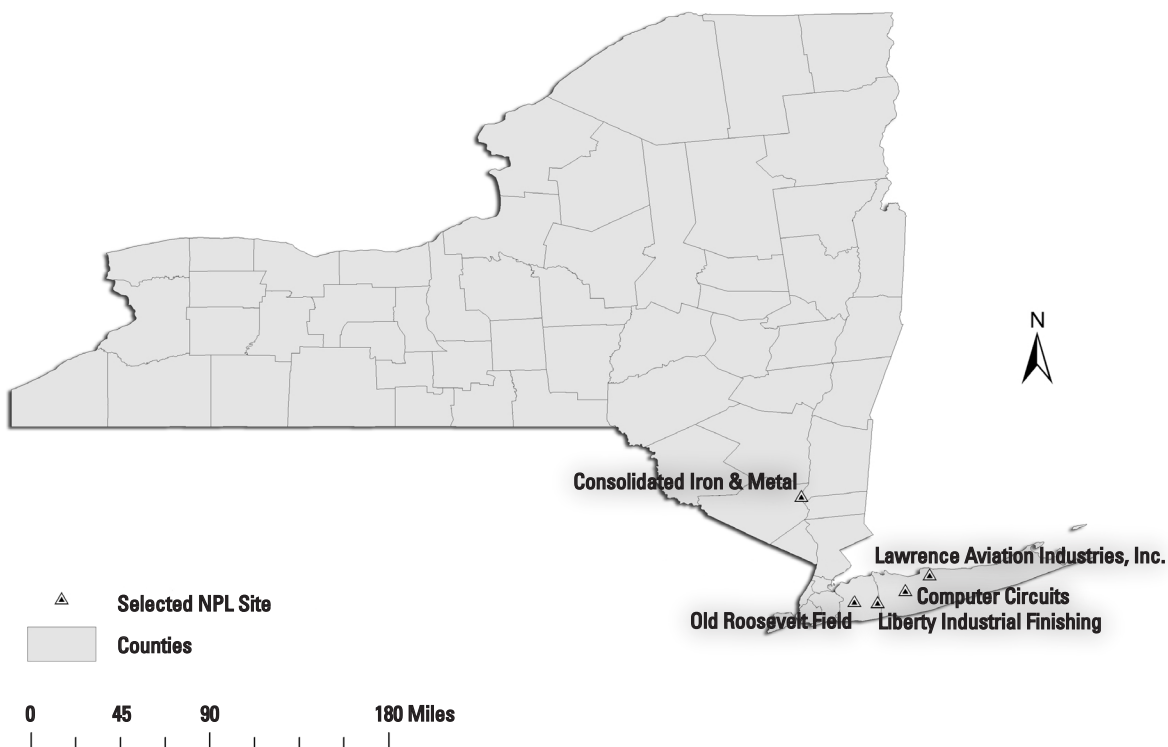 N
Consolidated Iron & Metal
Lawrence Aviation Industries, Inc.
Computer Circuits
Old Roosevelt Field
Liberty Industrial Finishing
Selected NPL Site
Counties
0 45 90 180 Miles